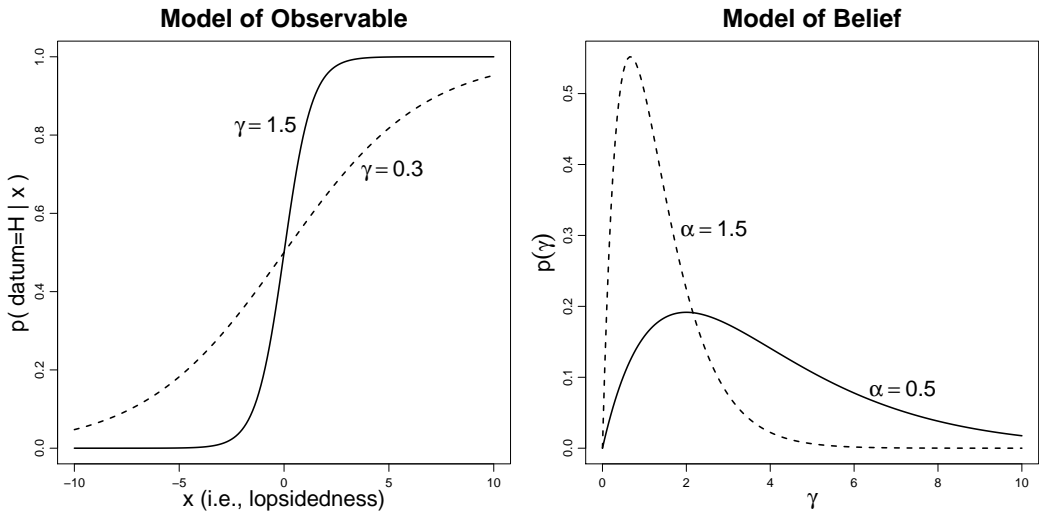 Model of Observable
p( datum=H | x )
1.0
0.8
0.6
0.4
0.2
0.0
γ = 1.5
γ = 0.3
−10
−5
0
5
10
x (i.e., lopsidedness)
Model of Belief
p(γ)
0.5
0.4
0.3
0.2
0.1
0.0
α = 1.5
α = 0.5
0
2
4
6
8
10
γ